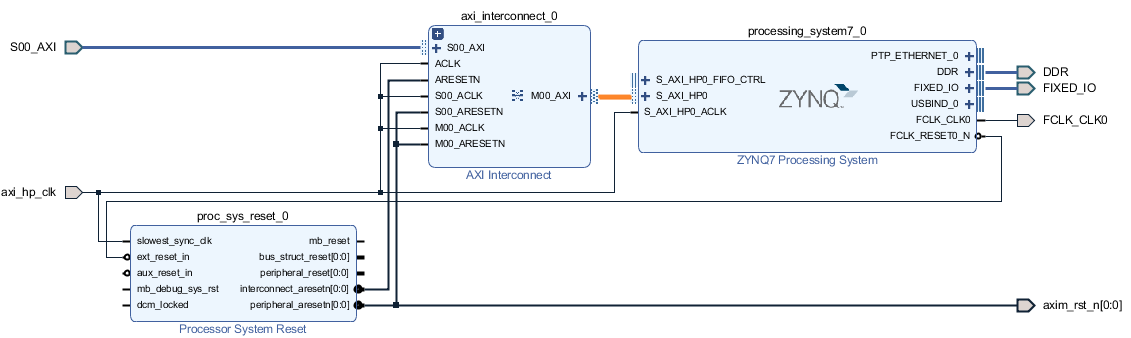 axi_interconnect_0
S00_AXI
S00_AXI
ACLK
ARESETN
S00_ACLK
S00_ARESETN
M00_ACLK
M00_ARESETN
M00_AXI
AXI Interconnect
processing_system7_0
S_AXI_HP0_FIFO_CTRL
S_AXI_HP0
S_AXI_HP0_ACLK
ZYNQ
PTP_ETHERNET_0
DDR
FIXED_IO
USBIND_0
FCLK_CLK0
FCLK_RESET0_N
ZYNQ7 Processing System
DDR
FIXED_IO
FCLK_CLK0
axi_hp_clk
proc_sys_reset_0
slowest_sync_clk
ext_reset_in
aux_reset_in
mb_debug_sys_rst
dcm_locked
mb_reset
bus_struct_reset[0:0]
peripheral_reset[0:0]
interconnect_aresetn[0:0]
peripheral_aresetn[0:0]
Processor System Reset
axim_rst_n[0:0]